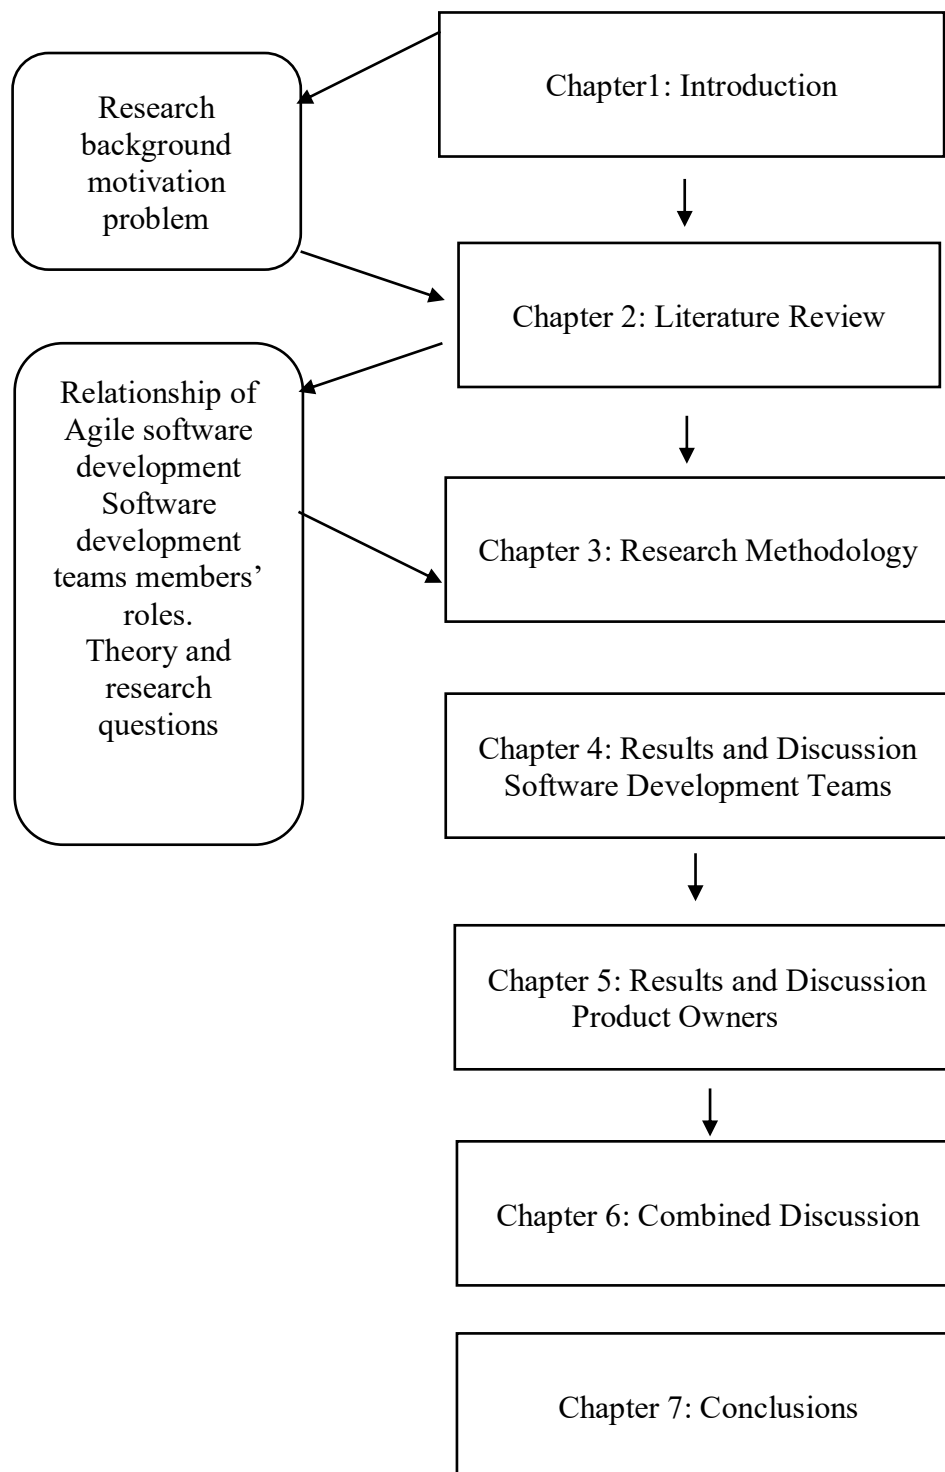 Chapter1: Introduction
Research
background
motivation
problem
Chapter 2: Literature Review
Relationship of
Agile software
development
Software
development
teams members’
roles.
Theory and
research
questions
Chapter 3: Research Methodology
Chapter 4: Results and Discussion
Software Development Teams
Chapter 5: Results and Discussion
Product Owners
Chapter 6: Combined Discussion
Chapter 7: Conclusions